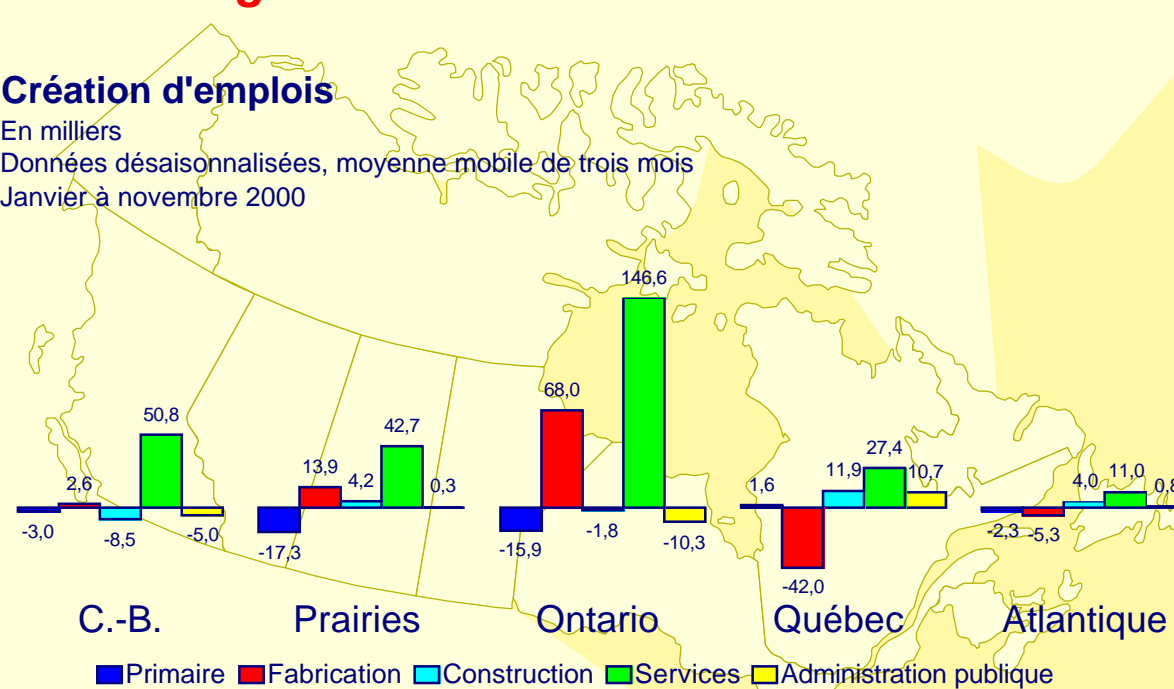 Création d'emplois
En milliers
Données désaisonnalisées, moyenne mobile de trois mois
Janvier à novembre 2000
-3,0 2,6 -8,5 50,8 -5,0
-17,3 13,9 4,2 42,7 0,3
-15,9 68,0 -1,8 146,6 -10,3
1,6 -42,0 11,9 27,4 10,7
-2,3 -5,3 4,0 11,0 0,8
C.-B. Prairies Ontario Québec Atlantique
Primaire Fabrication Construction Services Administration publique